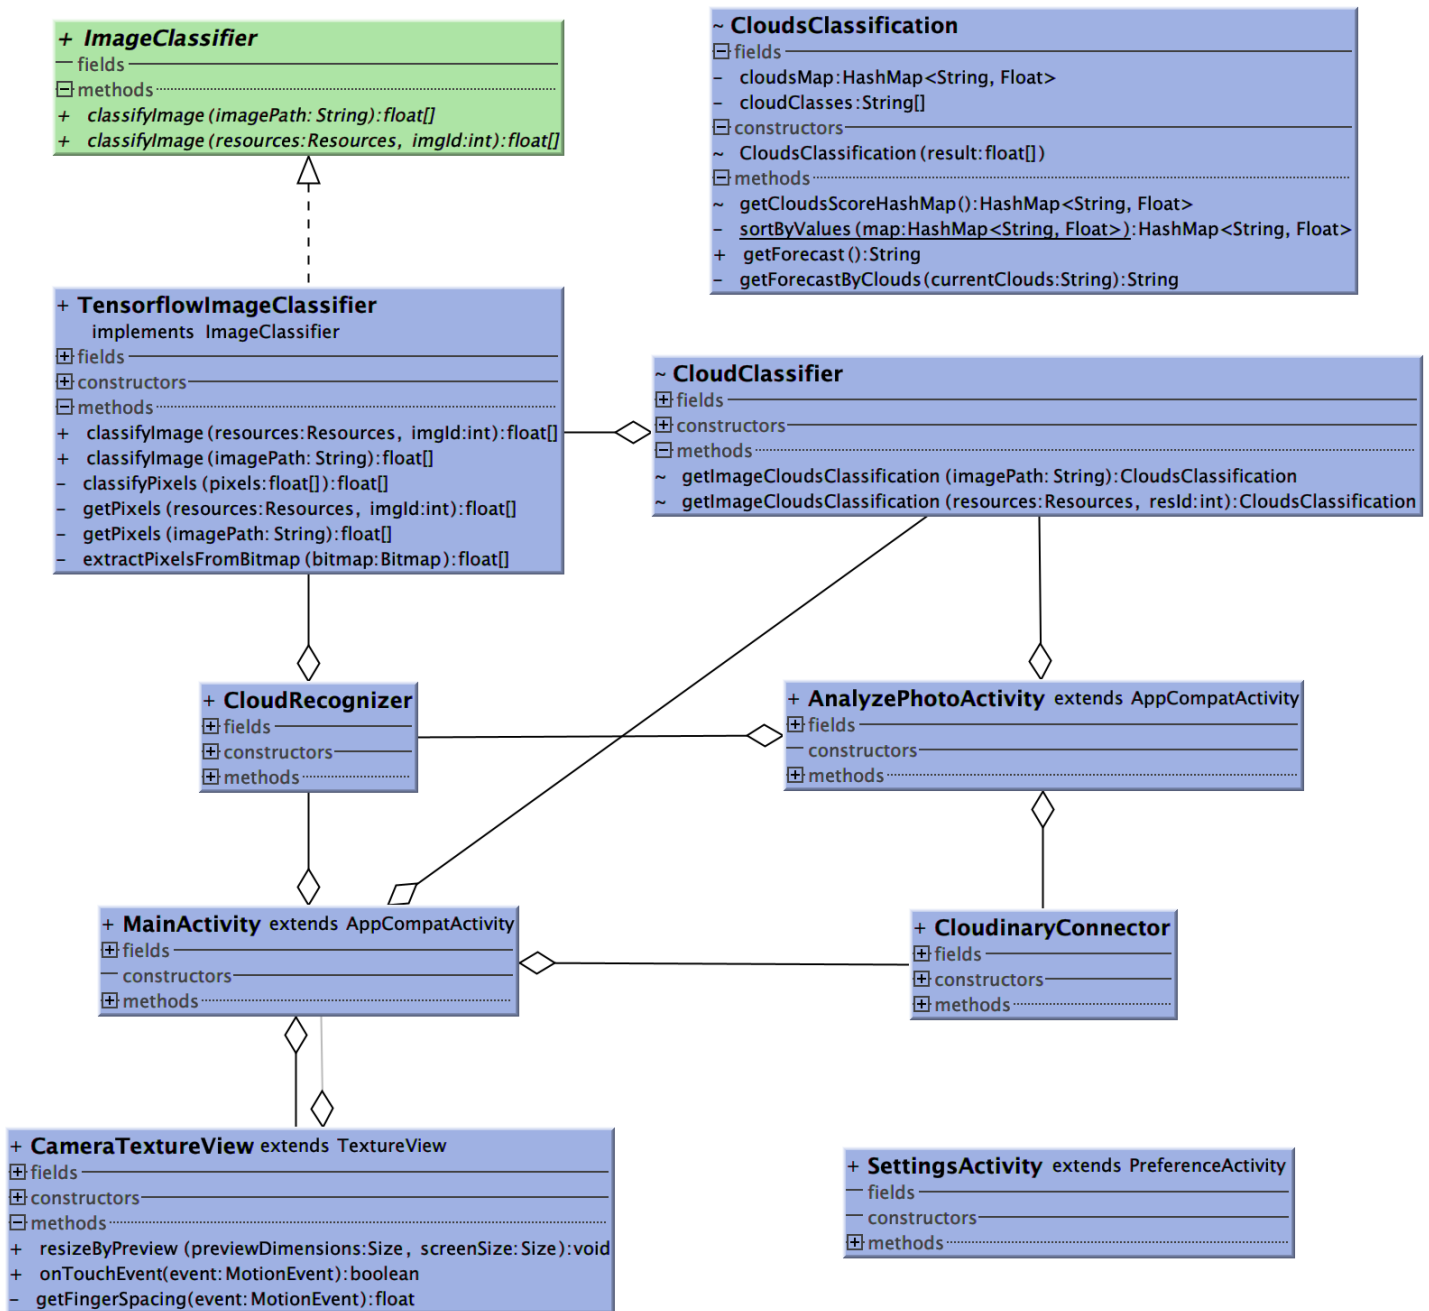 + ImageClassifier
fields
methods
+ classifyImage (imagePath: String):float[]
+ classifyImage (resources:Resources, imgId:int):float[]
~ CloudsClassification
fields
- cloudsMap:HashMap<String, Float>
- cloudClasses:String[]
constructors
~ CloudsClassification (result:float[])
methods
~ getCloudsScoreHashMap():HashMap<String, Float>
- sortByValues (map:HashMap<String, Float>):HashMap<String, Float>
+ getForecast ():String
- getForecastByClouds (currentClouds:String):String
+ TensorflowImageClassifier
implements ImageClassifier
fields
constructors
methods
+ classifyImage (resources:Resources, imgId:int):float[]
+ classifyImage (imagePath: String):float[]
- classifyPixels (pixels:float[]):float[]
- getPixels (resources:Resources, imgId:int):float[]
- getPixels (imagePath: String):float[]
- extractPixelsFromBitmap (bitmap:Bitmap):float[]
~ CloudClassifier
fields
constructors
methods
~ getImageCloudsClassification (imagePath: String):CloudsClassification
~ getImageCloudsClassification (resources:Resources, resId:int):CloudsClassification
+ CloudRecognizer
fields
constructors
methods
+ AnalyzePhotoActivity extends AppCompatActivity
fields
constructors
methods
+ MainActivity extends AppCompatActivity
fields
constructors
methods
+ CloudinaryConnector
fields
constructors
methods
+ CameraTextureView extends TextureView
fields
constructors
methods
+ resizeByPreview (previewDimensions:Size, screenSize:Size):void
+ onTouchEvent(event:MotionEvent):boolean
- getFingerSpacing(event:MotionEvent):float
+ SettingsActivity extends PreferenceActivity
fields
constructors
methods